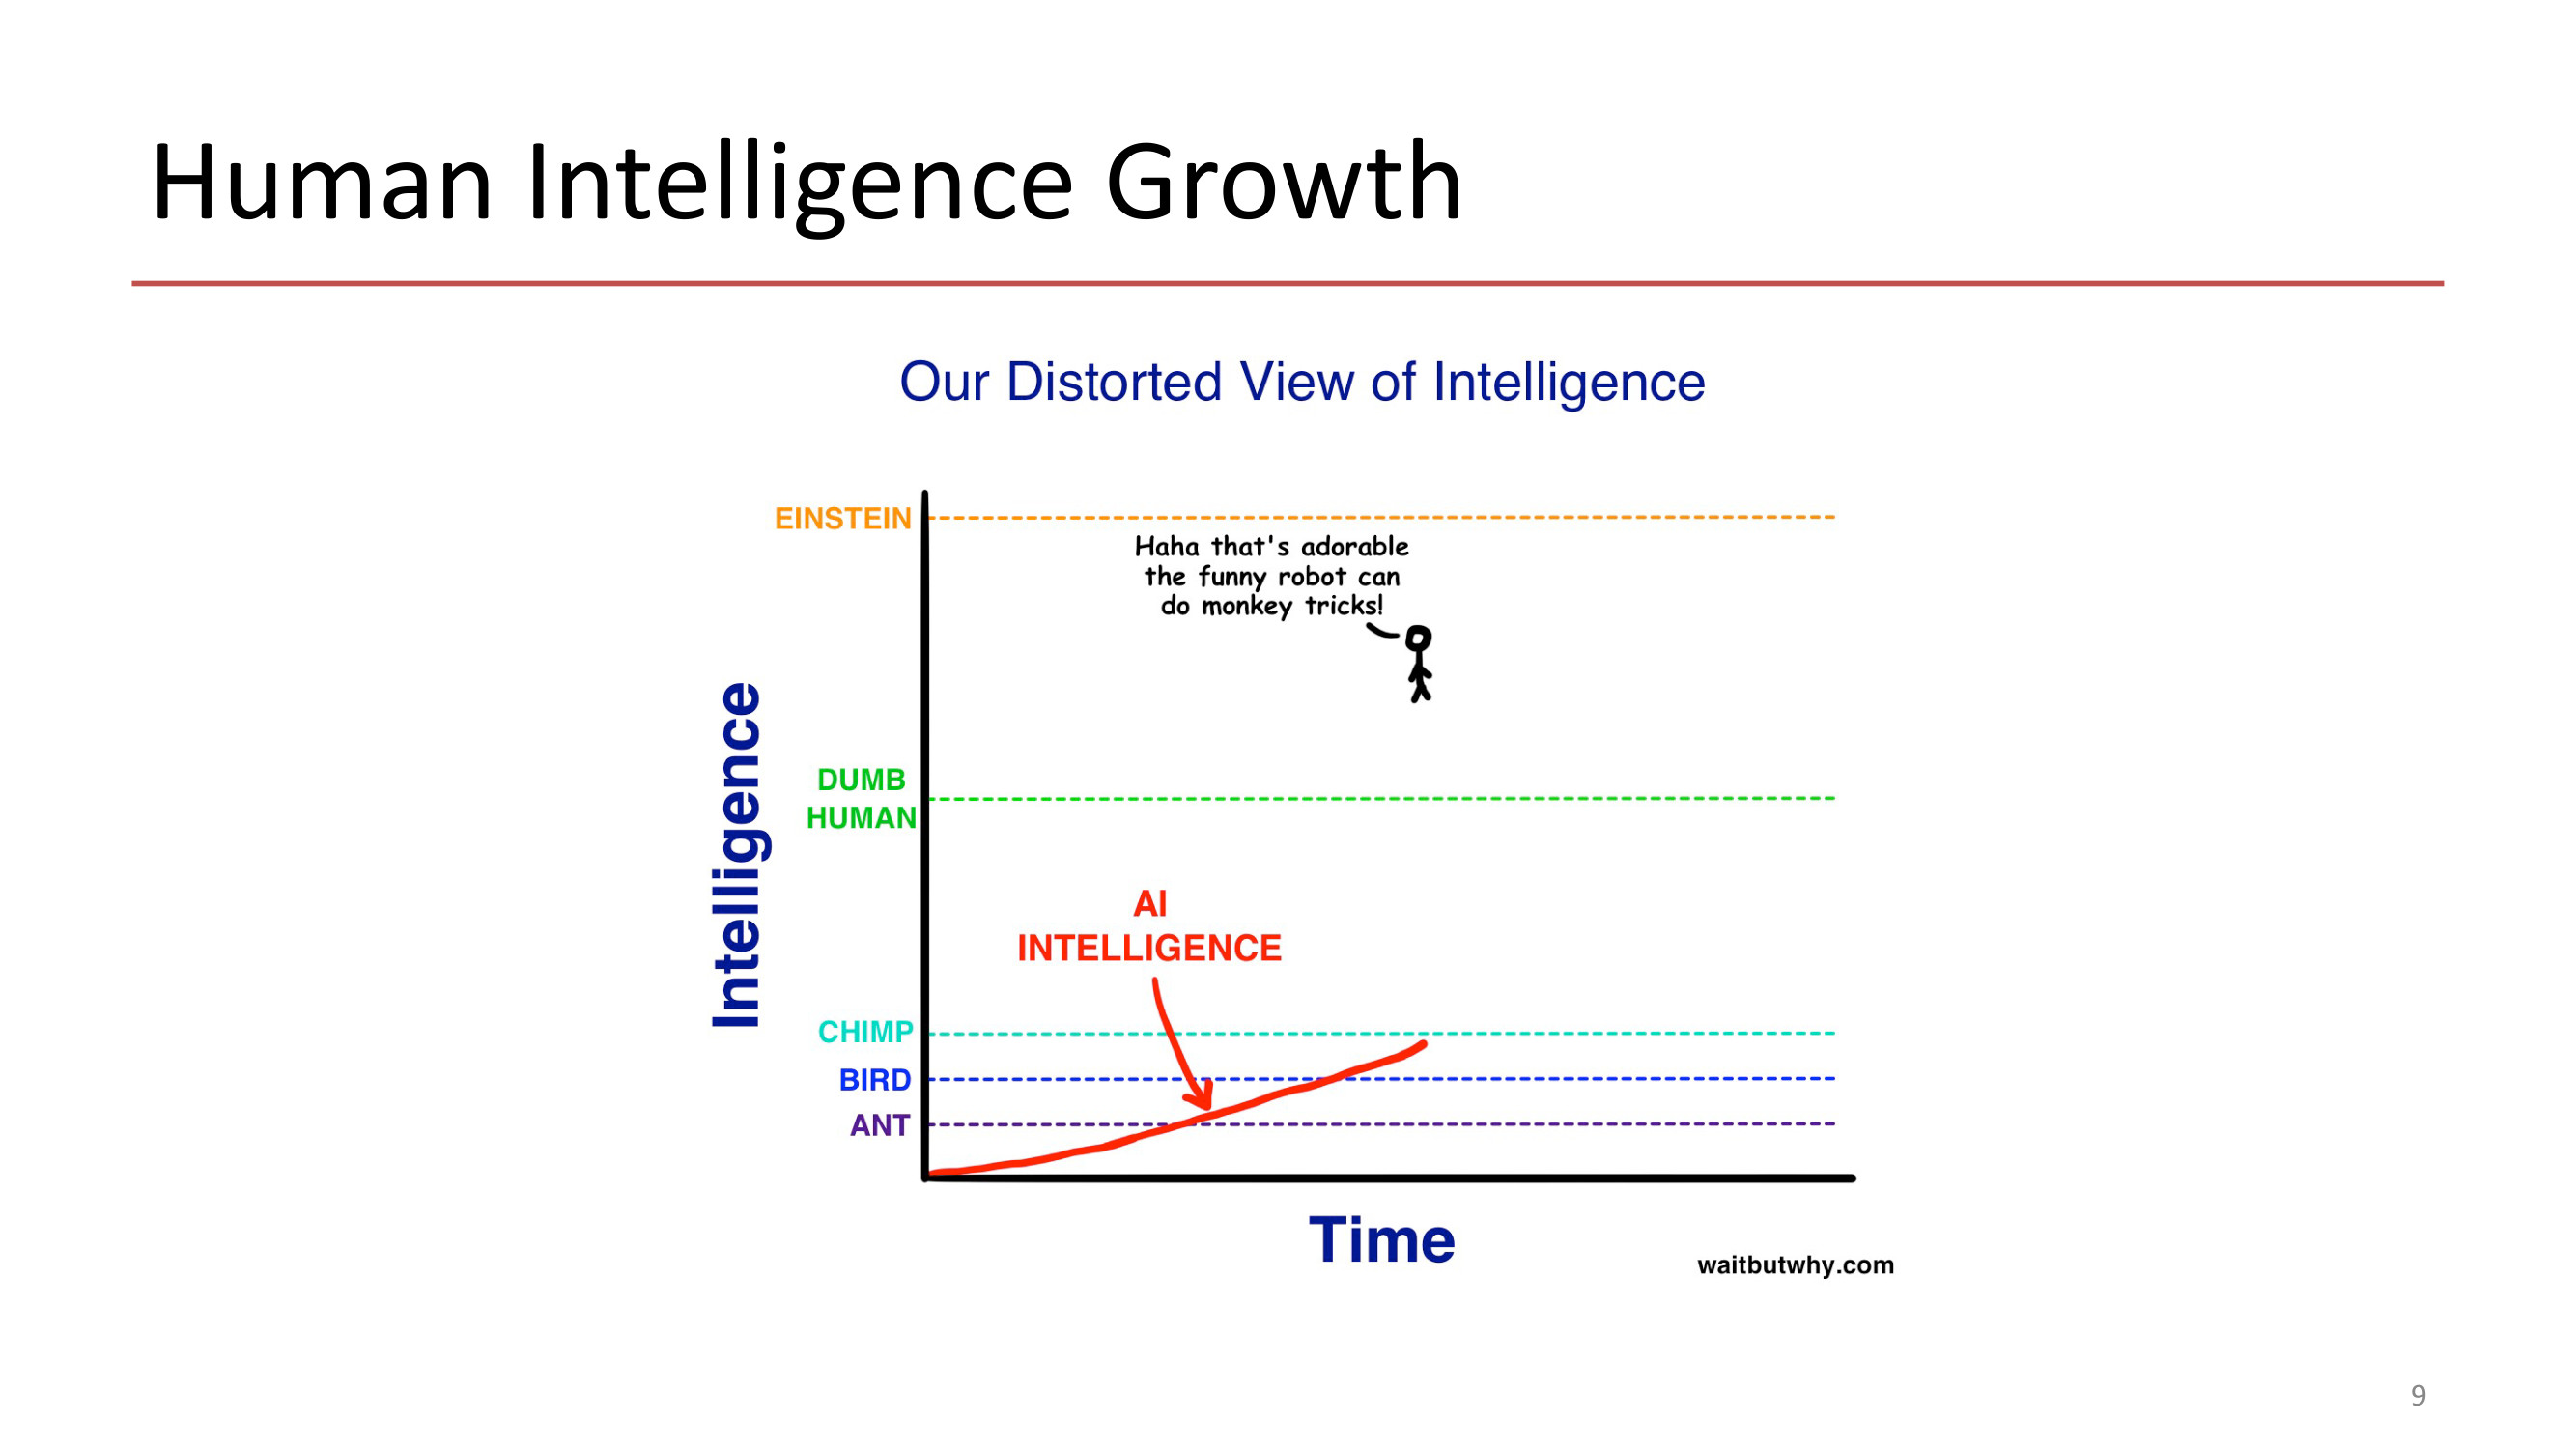 Human Intelligence Growth
Our Distorted View of Intelligence
EINSTEIN
Haha that's adorable
the funny robot can
do monkey tricks!
Intelligence
DUMB
HUMAN
AI
INTELLIGENCE
CHIMP
BIRD
ANT
Time
waitbutwhy.com
9